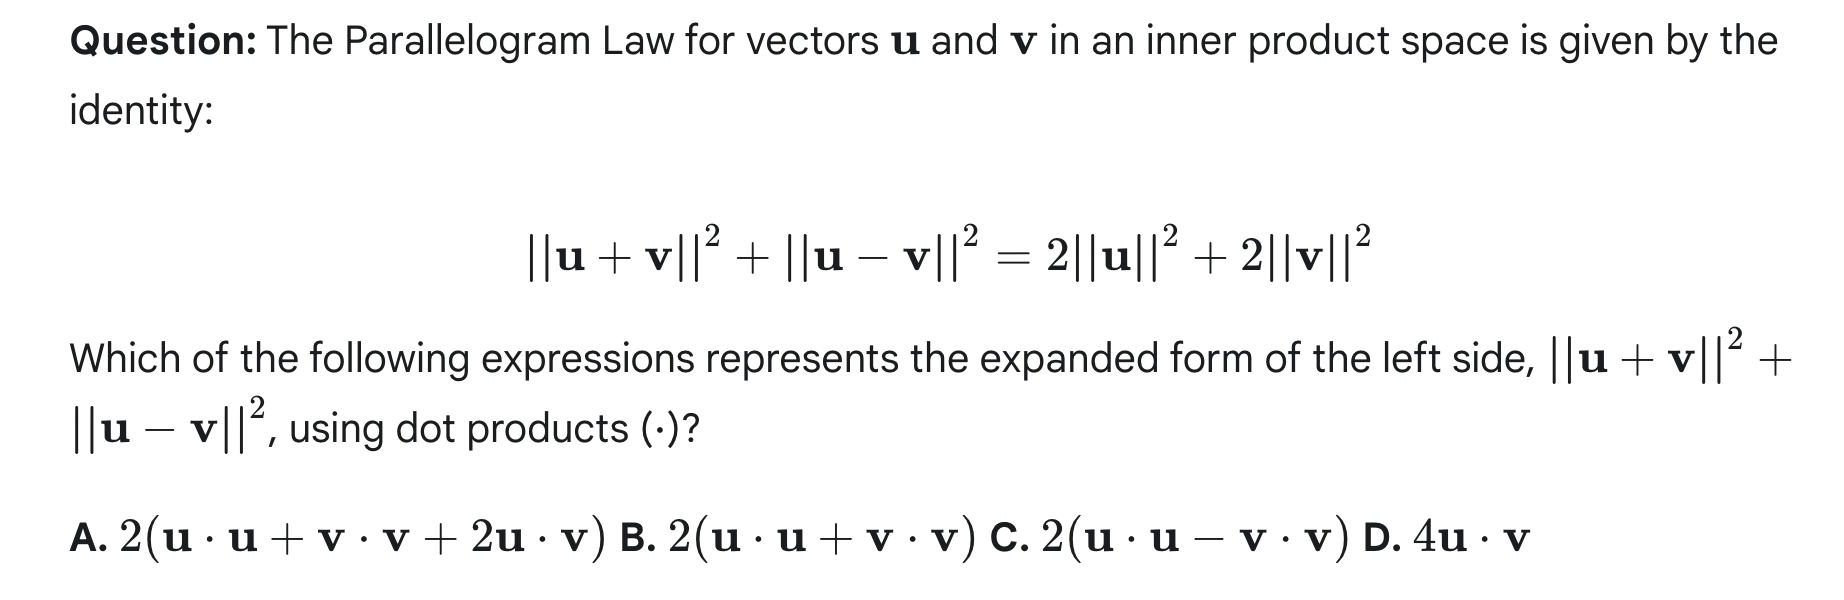 Question: The Parallelogram Law for vectors u and v in an inner product space is given by the
identity:
||u + v||² + ||u − v||² = 2||u||² + 2||v||²
Which of the following expressions represents the expanded form of the left side, ||u + v||² +
||u − v||², using dot products (·)?
A. 2(u · u + v · v + 2u · v) B. 2(u · u + v · v) C. 2(u · u − v · v) D. 4u · v